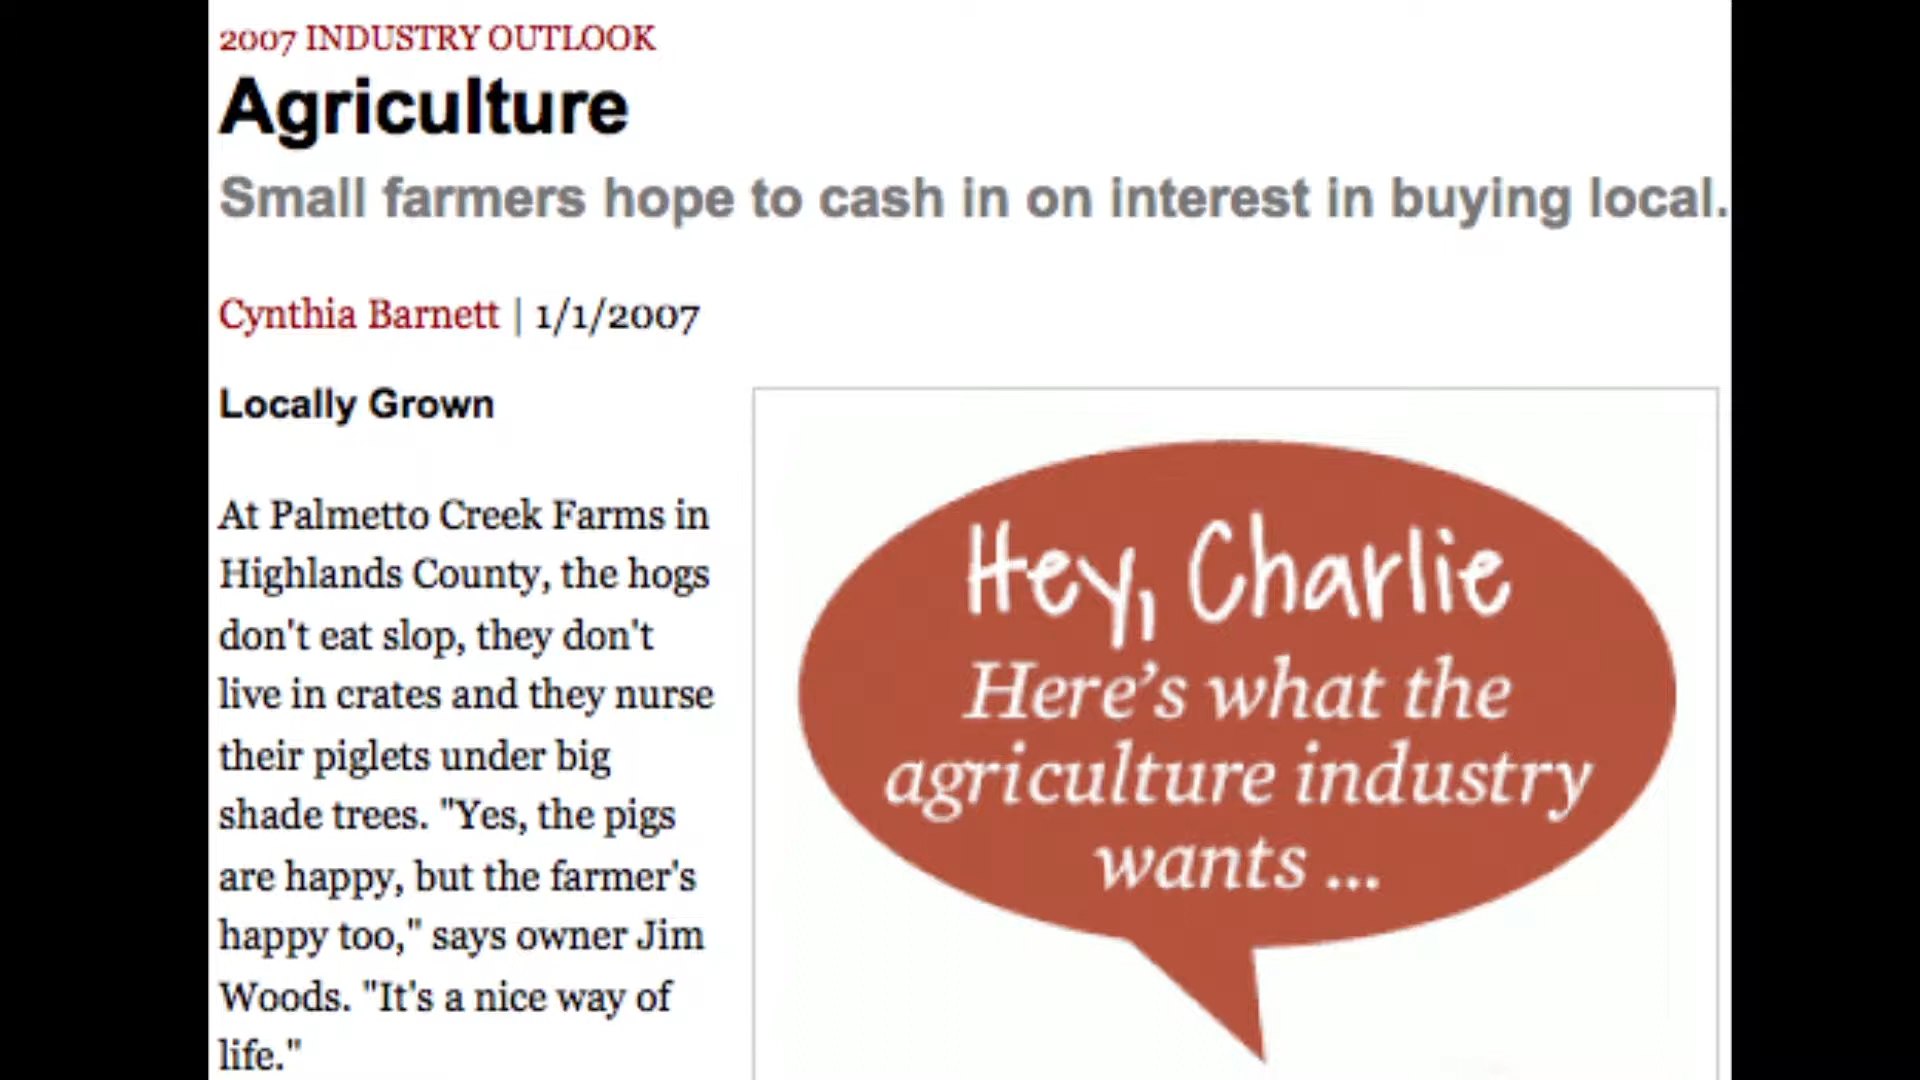 2007 INDUSTRY OUTLOOK
Agriculture
Small farmers hope to cash in on interest in buying local.
Cynthia Barnett | 1/1/2007
Locally Grown
At Palmetto Creek Farms in
Highlands County, the hogs
don't eat slop, they don't
live in crates and they nurse
their piglets under big
shade trees. "Yes, the pigs
are happy, but the farmer's
happy too," says owner Jim
Woods. "It's a nice way of
life."
Hey, Charlie
Here's what the
agriculture industry
wants ...